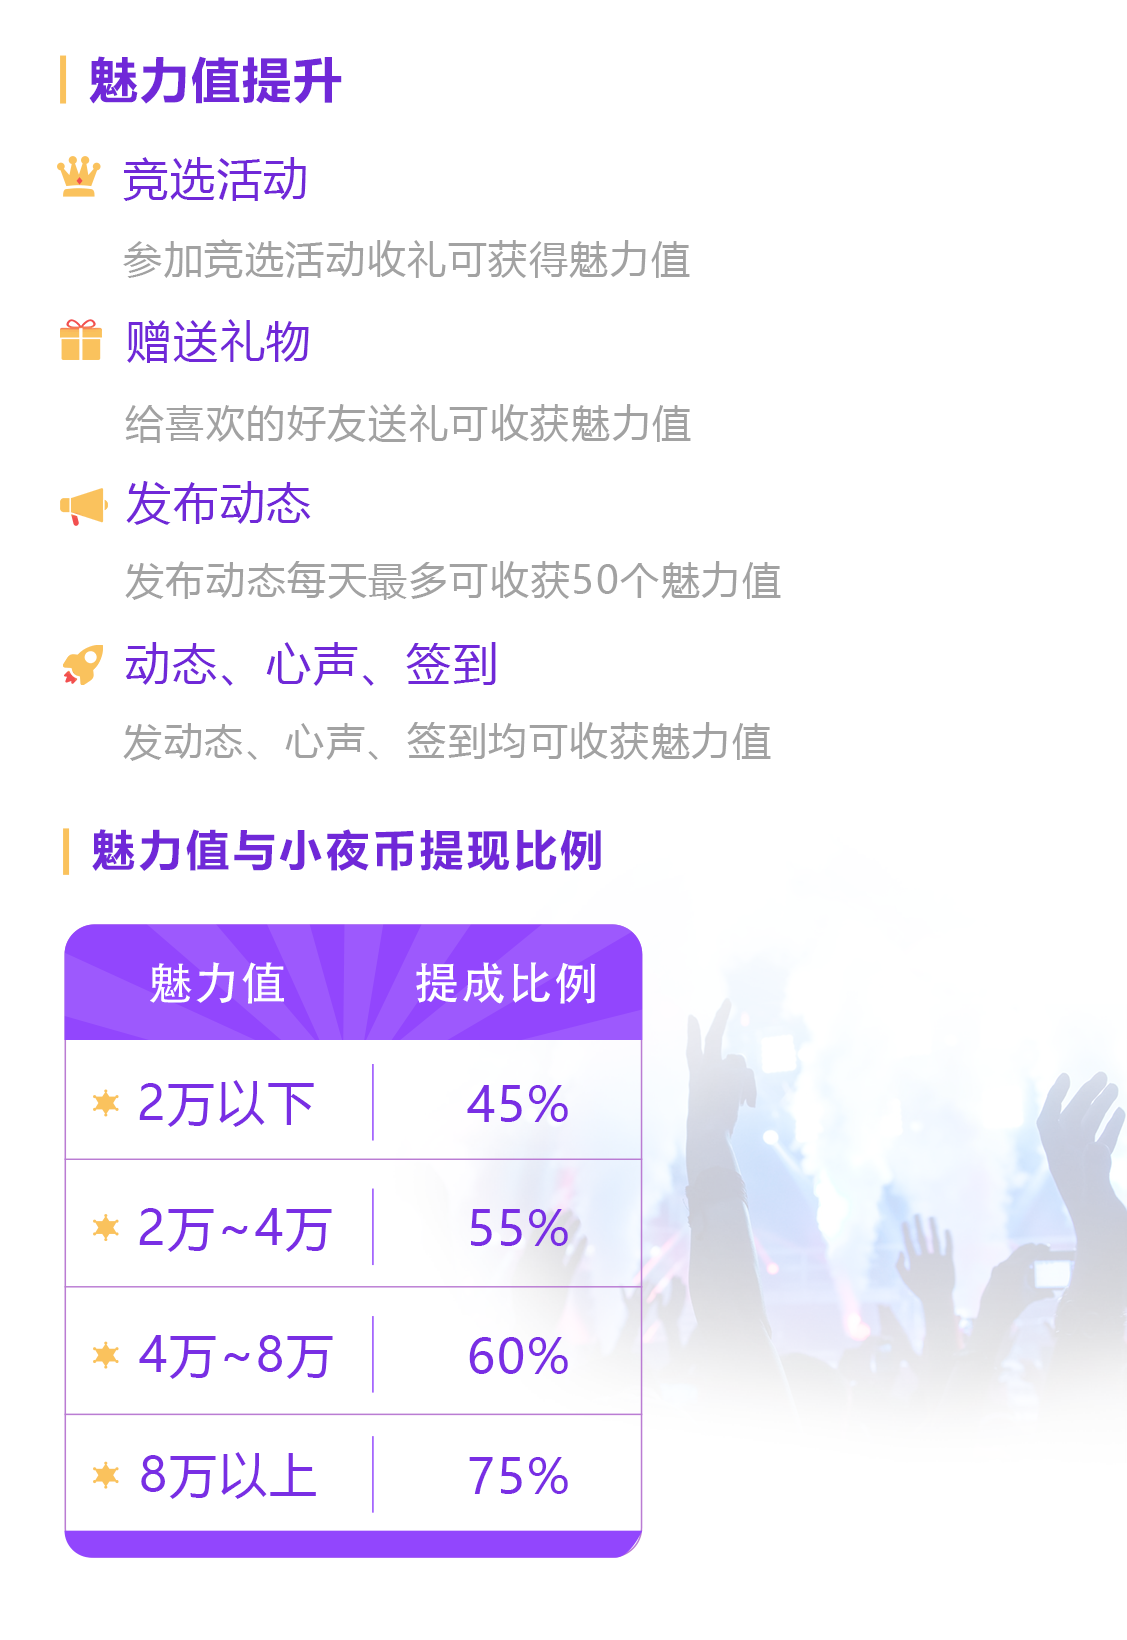 魅力值提升
竞选活动
参加竞选活动收礼可获得魅力值
赠送礼物
给喜欢的好友送礼可收获魅力值
发布动态
发布动态每天最多可收获50个魅力值
动态、心声、签到
发动态、心声、签到均可收获魅力值
魅力值与小夜币提现比例
魅力值 提成比例
2万以下 45%
2万~4万 55%
4万~8万 60%
8万以上 75%